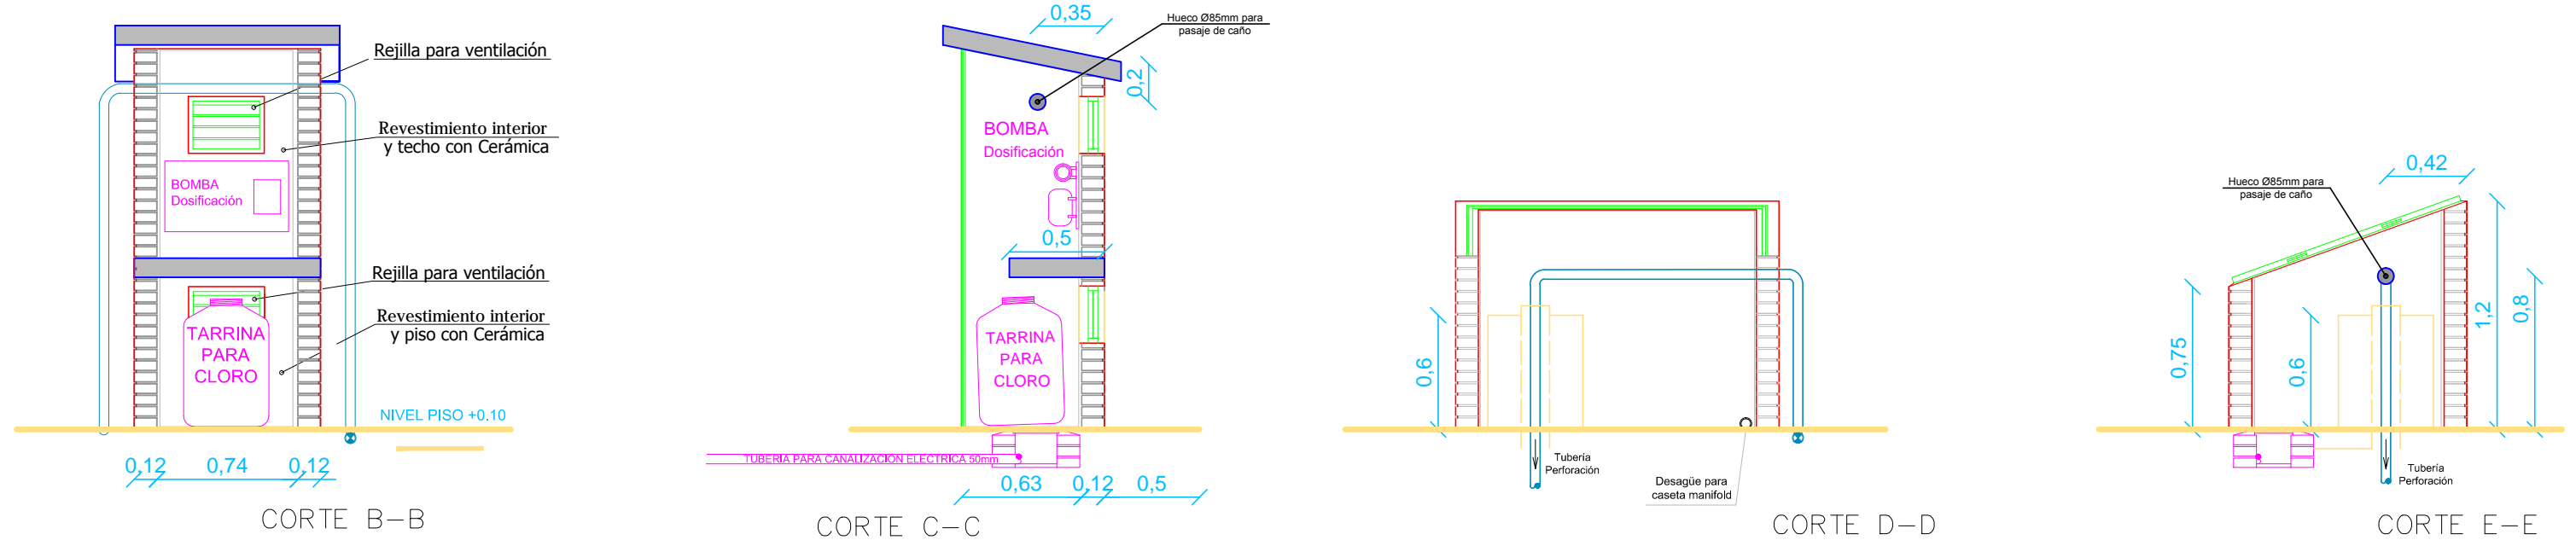 Rejilla para ventilación
Revestimiento interior
y techo con Cerámica
BOMBA
Dosificación
Rejilla para ventilación
Revestimiento interior
y piso con Cerámica
TARRINA
PARA
CLORO
NIVEL PISO +0.10
0,12
0,74
0,12
CORTE B-B
0,35
Hueco Ø85mm para
pasaje de caño
0,2
BOMBA
Dosificación
0,5
TARRINA
PARA
CLORO
TUBERIA PARA CANALIZACION ELECTRICA 50mm
0,63
0,12
0,5
CORTE C-C
0,6
Tubería
Perforación
Desagüe para
caseta manifold
CORTE D-D
0,42
Hueco Ø85mm para
pasaje de caño
0,75
0,6
1,2
0,8
Tubería
Perforación
CORTE E-E